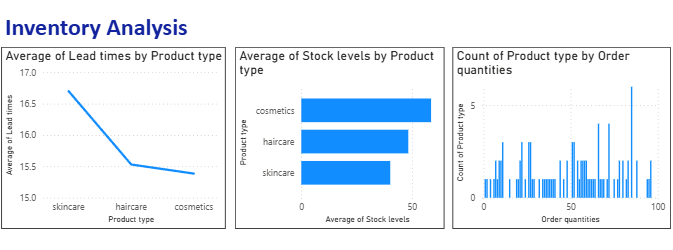 Inventory Analysis
Average of Lead times by Product type
17.0
16.5
16.0
15.5
15.0
Average of Lead times
skincare haircare cosmetics
Product type
Average of Stock levels by Product
type
Product type
cosmetics
haircare
skincare
0 50
Average of Stock levels
Count of Product type by Order
quantities
Count of Product type
5
0
0 50 100
Order quantities